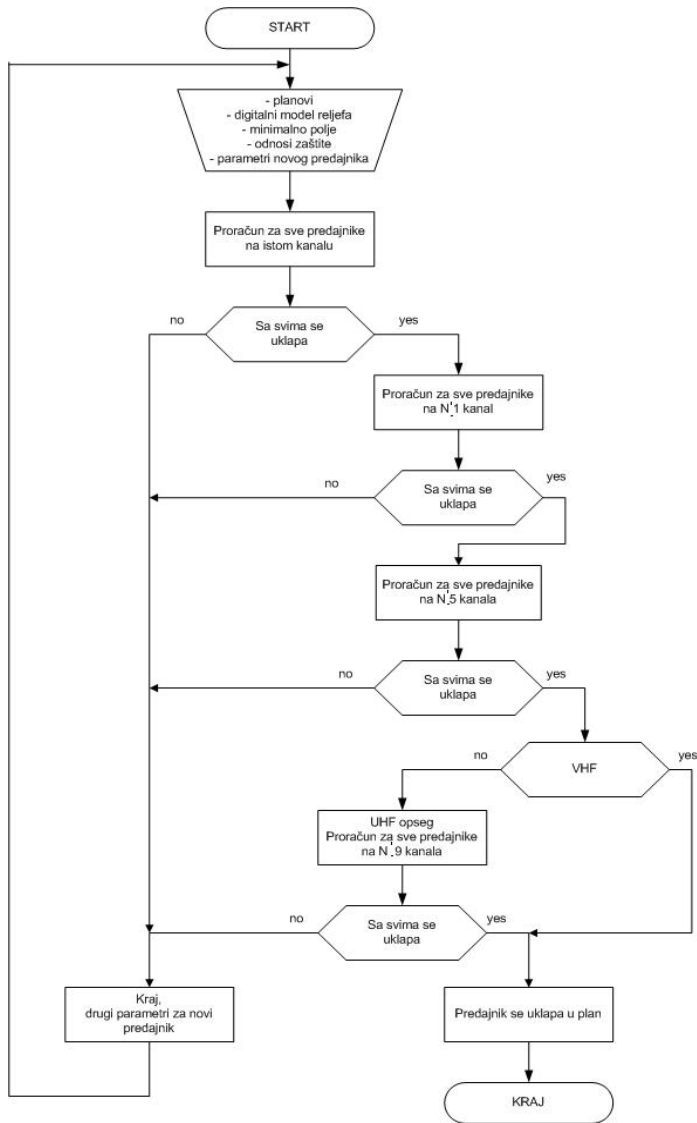 START
- planovi
- digitalni model reljefa
- minimalno polje
- odnosi zaštite
- parametri novog predajnika
Proračun za sve predajnike
na istom kanalu
no
Sa svima se
uklapa
yes
Proračun za sve predajnike
na N¦1 kanal
no
Sa svima se
uklapa
yes
Proračun za sve predajnike
na N¦5 kanala
no
Sa svima se
uklapa
yes
no
VHF
yes
UHF opseg
Proračun za sve predajnike
na N¦9 kanala
no
Sa svima se
uklapa
yes
Kraj,
drugi parametri za novi
predajnik
Predajnik se uklapa u plan
KRAJ